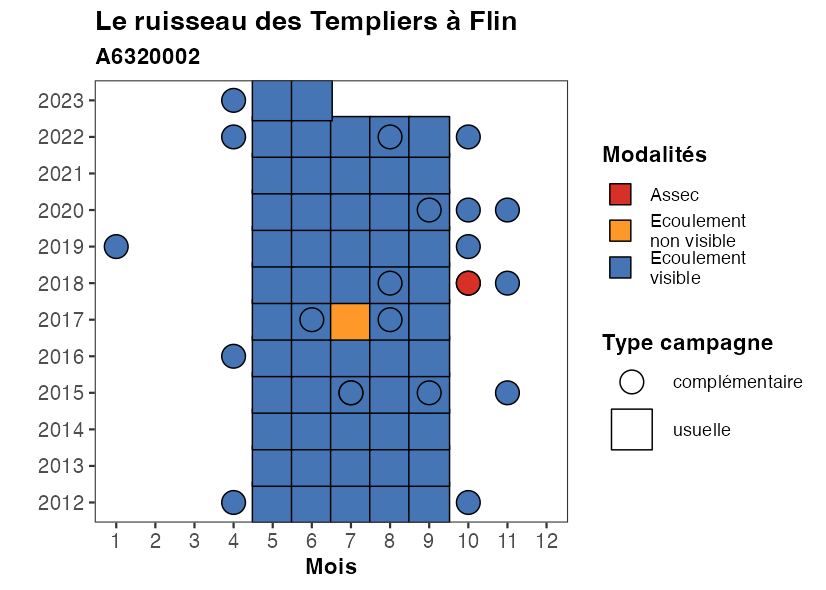 Le ruisseau des Templiers à Flin
A6320002
2023
2022
2021
2020
2019
2018
2017
2016
2015
2014
2013
2012
1 2 3 4 5 6 7 8 9 10 11 12
Mois
Modalités
Assec
Ecoulement
non visible
Ecoulement
visible
Type campagne
complémentaire
usuelle